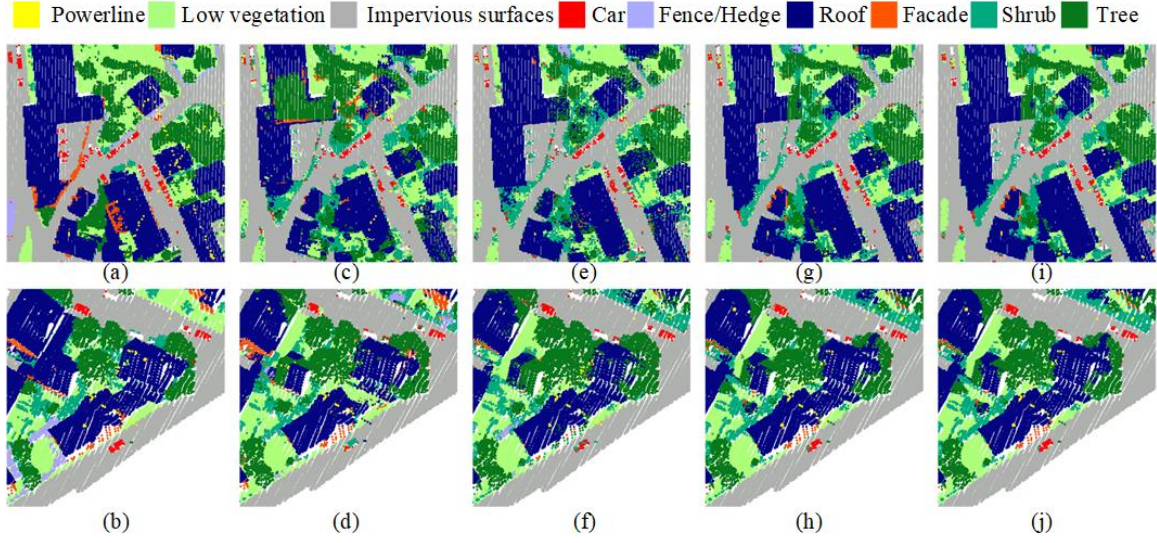 Powerline Low vegetation Impervious surfaces Car Fence/Hedge Roof Facade Shrub Tree
(a) (c) (e) (g) (i)
(b) (d) (f) (h) (j)